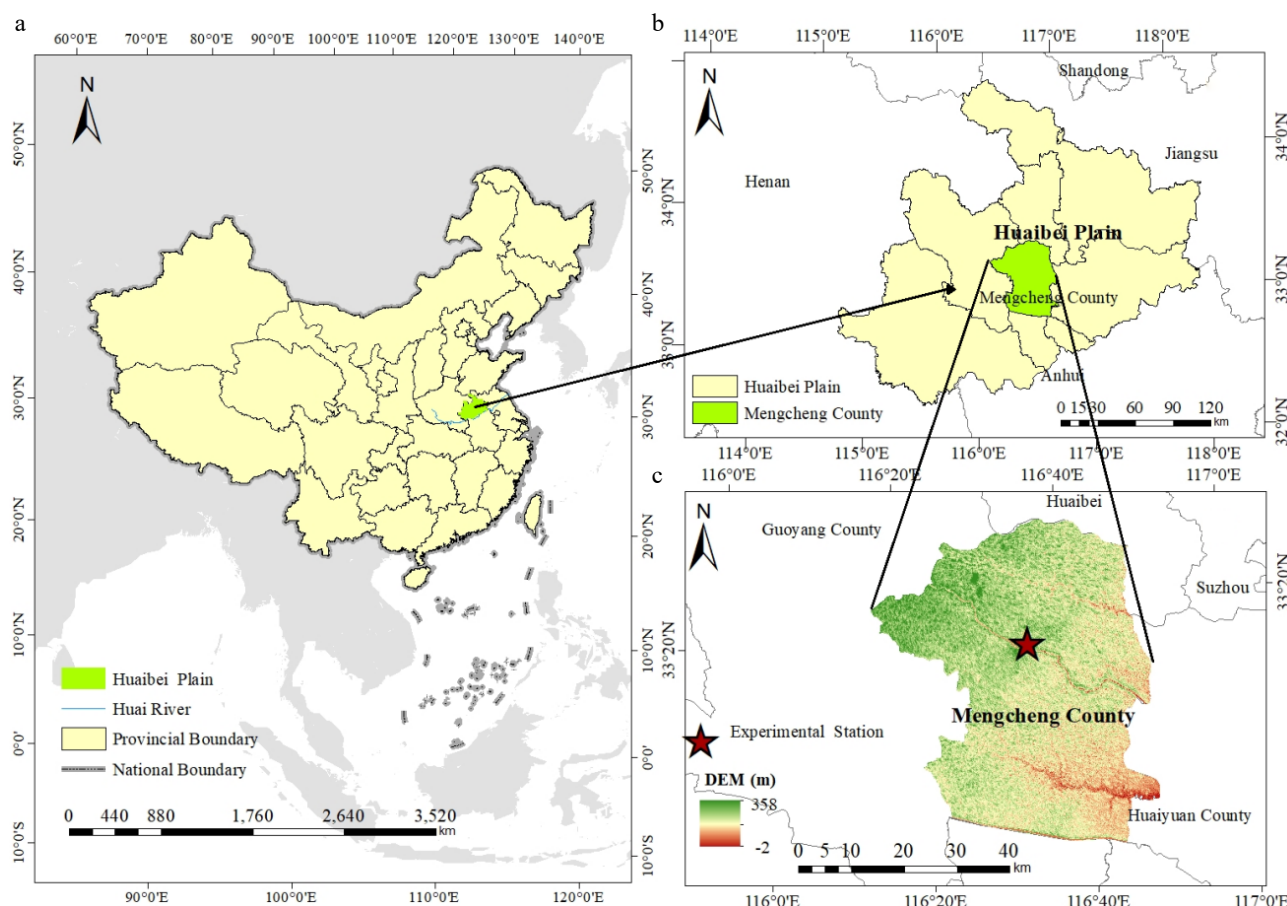 a
60°0'E 70°0'E 80°0'E 90°0'E 100°0'E 110°0'E 120°0'E 130°0'E 140°0'E
N
50°0'N
40°0'N
30°0'N
20°0'N
10°0'N
0°0'
10°0'S
50°0'N
40°0'N
30°0'N
20°0'N
10°0'N
0°0'
10°0'S
Huaibei Plain
Huai River
Provincial Boundary
National Boundary
0 440 880 1,760 2,640 3,520
km
90°0'E 100°0'E 110°0'E 120°0'E
b
114°0'E 115°0'E 116°0'E 117°0'E 118°0'E
N
Shandong
Jiangsu
Henan
Huaibei Plain
Mengcheng County
Anhui
34°0'N
33°0'N
34°0'N
33°0'N
32°0'N
Huaibei Plain
Mengcheng County
0 15 30 60 90 120
km
114°0'E 115°0'E 116°0'E 117°0'E 118°0'E
c
116°0'E 116°20'E 116°40'E 117°0'E
N
Huaibei
Guoyang County
Suzhou
33°20'N
33°20'N
Mengcheng County
Experimental Station
DEM (m)
358
-2
Huaiyuan County
0 5 10 20 30 40
km
116°0'E 116°20'E 116°40'E 117°0'E